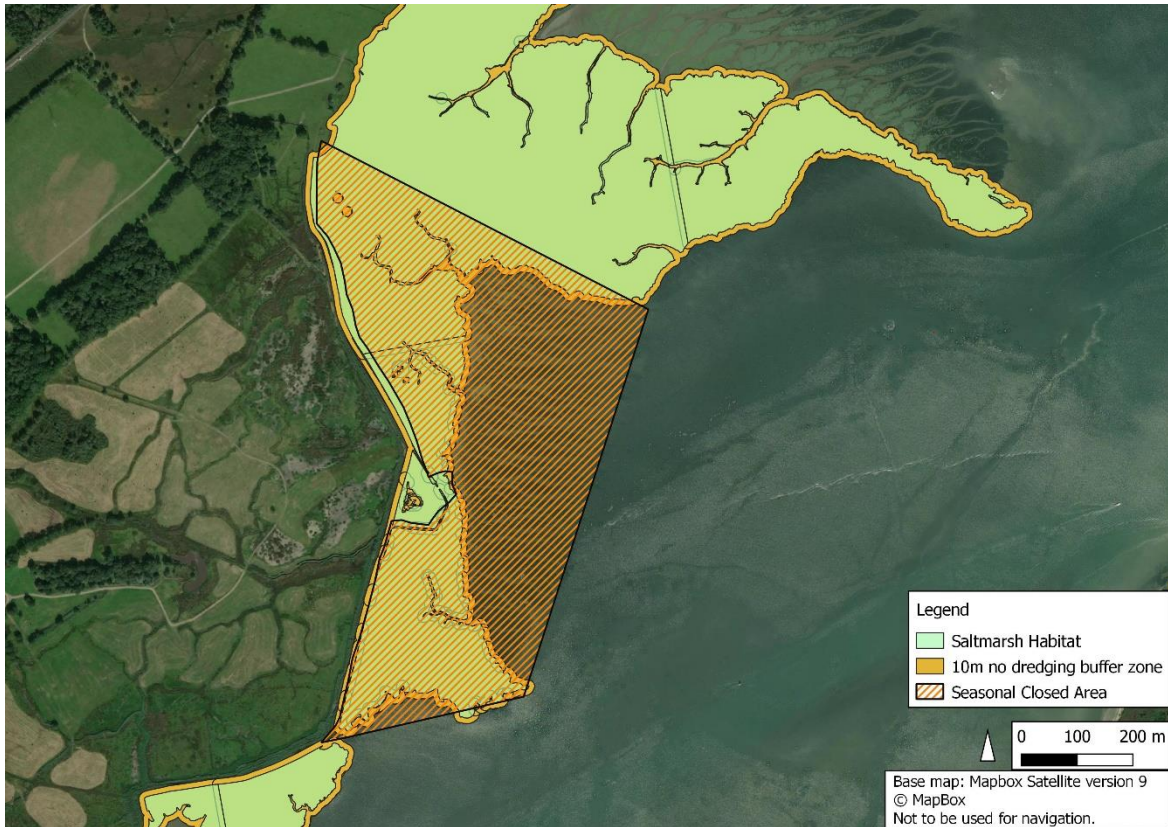 Legend
Saltmarsh Habitat
10m no dredging buffer zone
Seasonal Closed Area
0 100 200 m
Base map: Mapbox Satellite version 9
© MapBox
Not to be used for navigation.